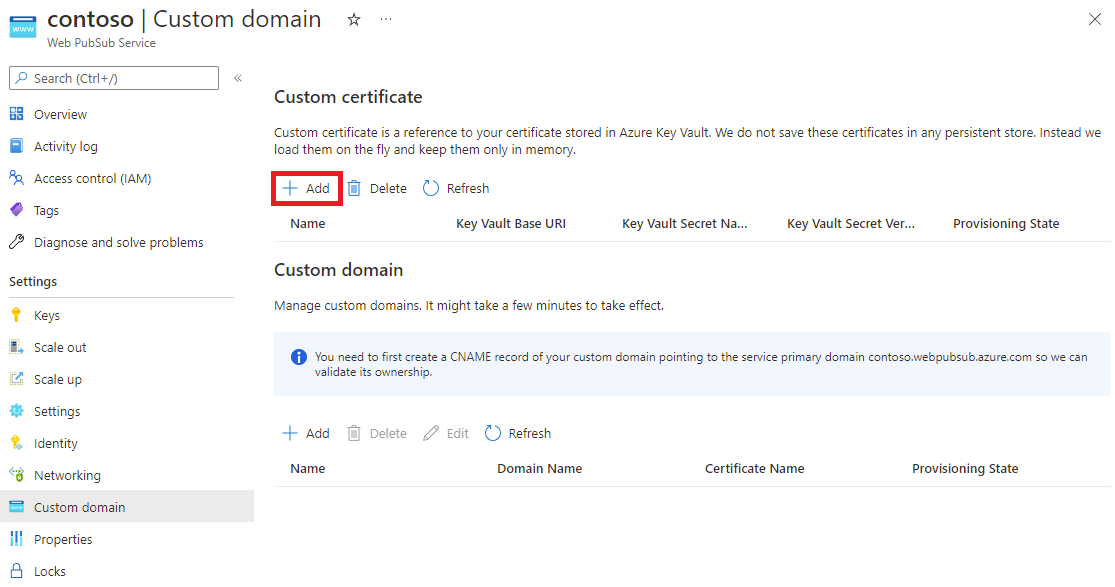 contoso | Custom domain
Web PubSub Service
Search (Ctrl+/)
Overview
Activity log
Access control (IAM)
Tags
Diagnose and solve problems
Settings
Keys
Scale out
Scale up
Settings
Identity
Networking
Custom domain
Properties
Locks
Custom certificate
Custom certificate is a reference to your certificate stored in Azure Key Vault. We do not save these certificates in any persistent store. Instead we
load them on the fly and keep them only in memory.
Add Delete Refresh
Name Key Vault Base URI Key Vault Secret Na... Key Vault Secret Ver... Provisioning State
Custom domain
Manage custom domains. It might take a few minutes to take effect.
You need to first create a CNAME record of your custom domain pointing to the service primary domain contoso.webpubsub.azure.com so we can
validate its ownership.
Add Delete Edit Refresh
Name Domain Name Certificate Name Provisioning State